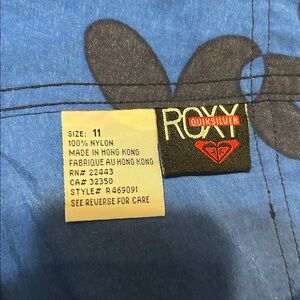 SIZE: 11
100% NYLON
MADE IN HONG KONG
FABRIQUE AU HONG KONG
RN# 22443
CA# 32350
STYLE# R469091
SEE REVERSE FOR CARE
ROXY
QUIKSILVER